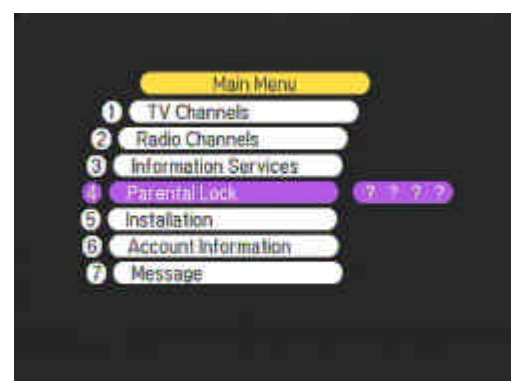 Main Menu
1 TV Channels
2 Radio Channels
3 Information Services
4 Parental Lock ? ? ? ?
5 Installation
6 Account Information
7 Message